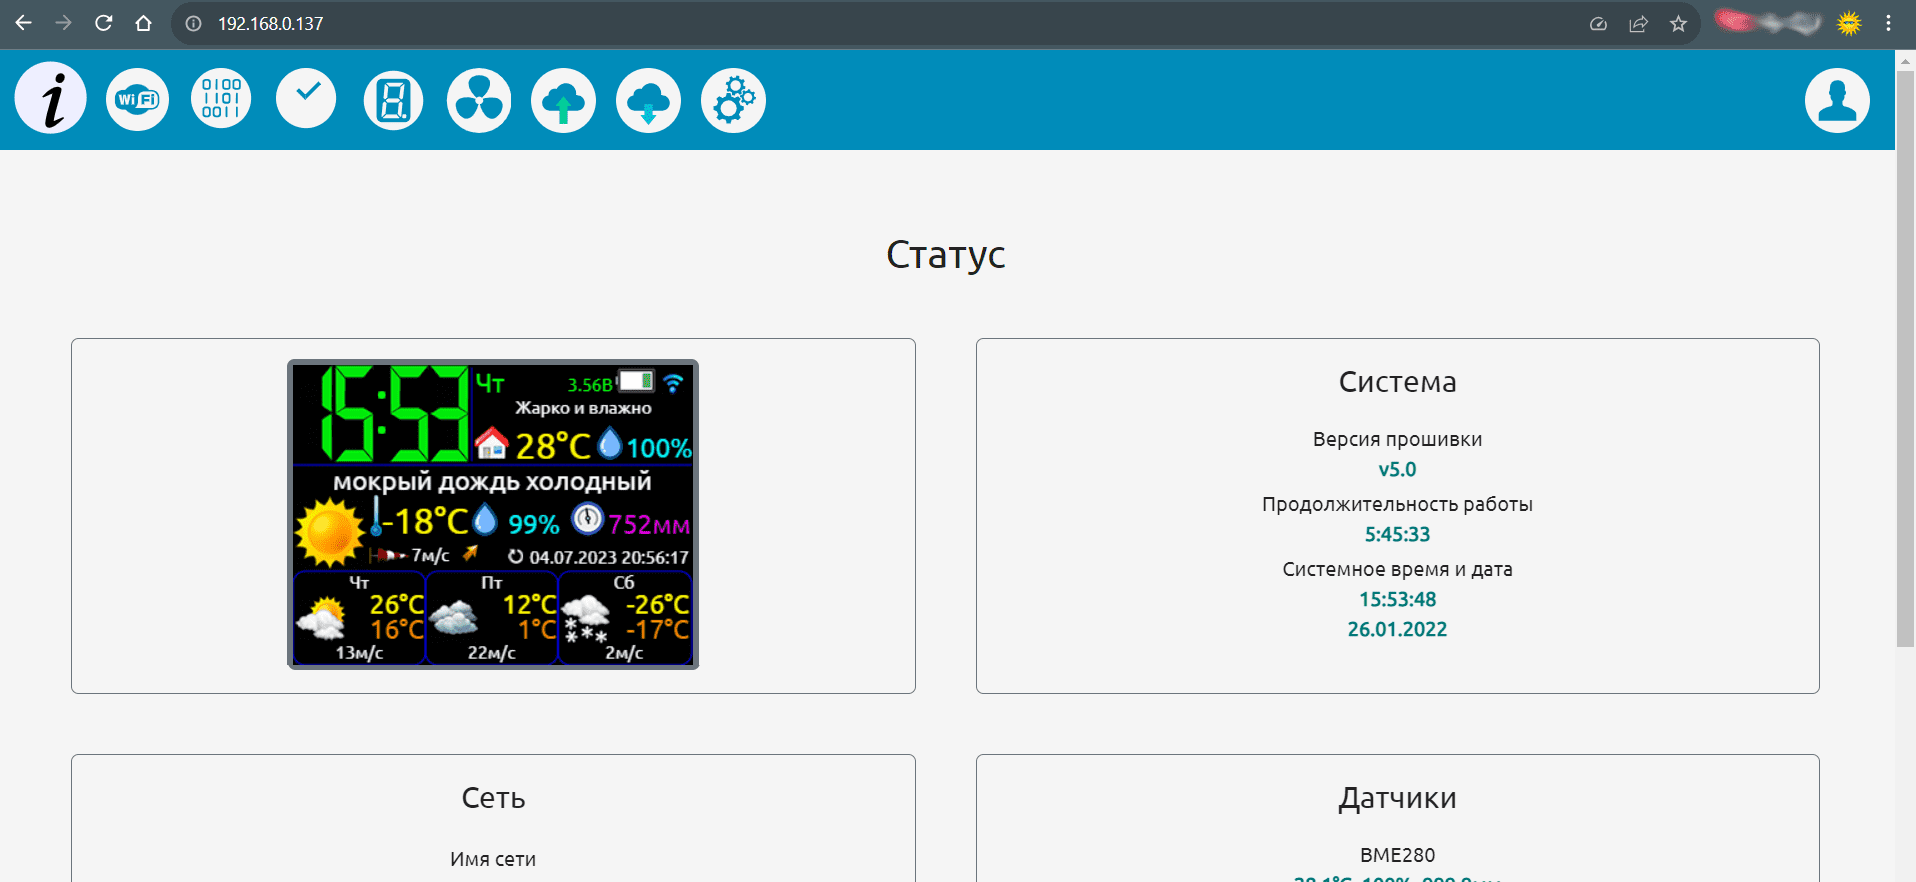 192.168.0.137
WiFi
0100
1101
0011
Статус
15:53
Чт
3.56В
Жарко и влажно
28°C
100%
мокрый дождь холодный
-18°C
99%
752мм
7м/с
04.07.2023 20:56:17
Чт
26°C
16°C
13м/с
Пт
12°C
1°C
22м/с
Сб
-26°C
-17°C
2м/с
Система
Версия прошивки
v5.0
Продолжительность работы
5:45:33
Системное время и дата
15:53:48
26.01.2022
Сеть
Имя сети
Датчики
BME280